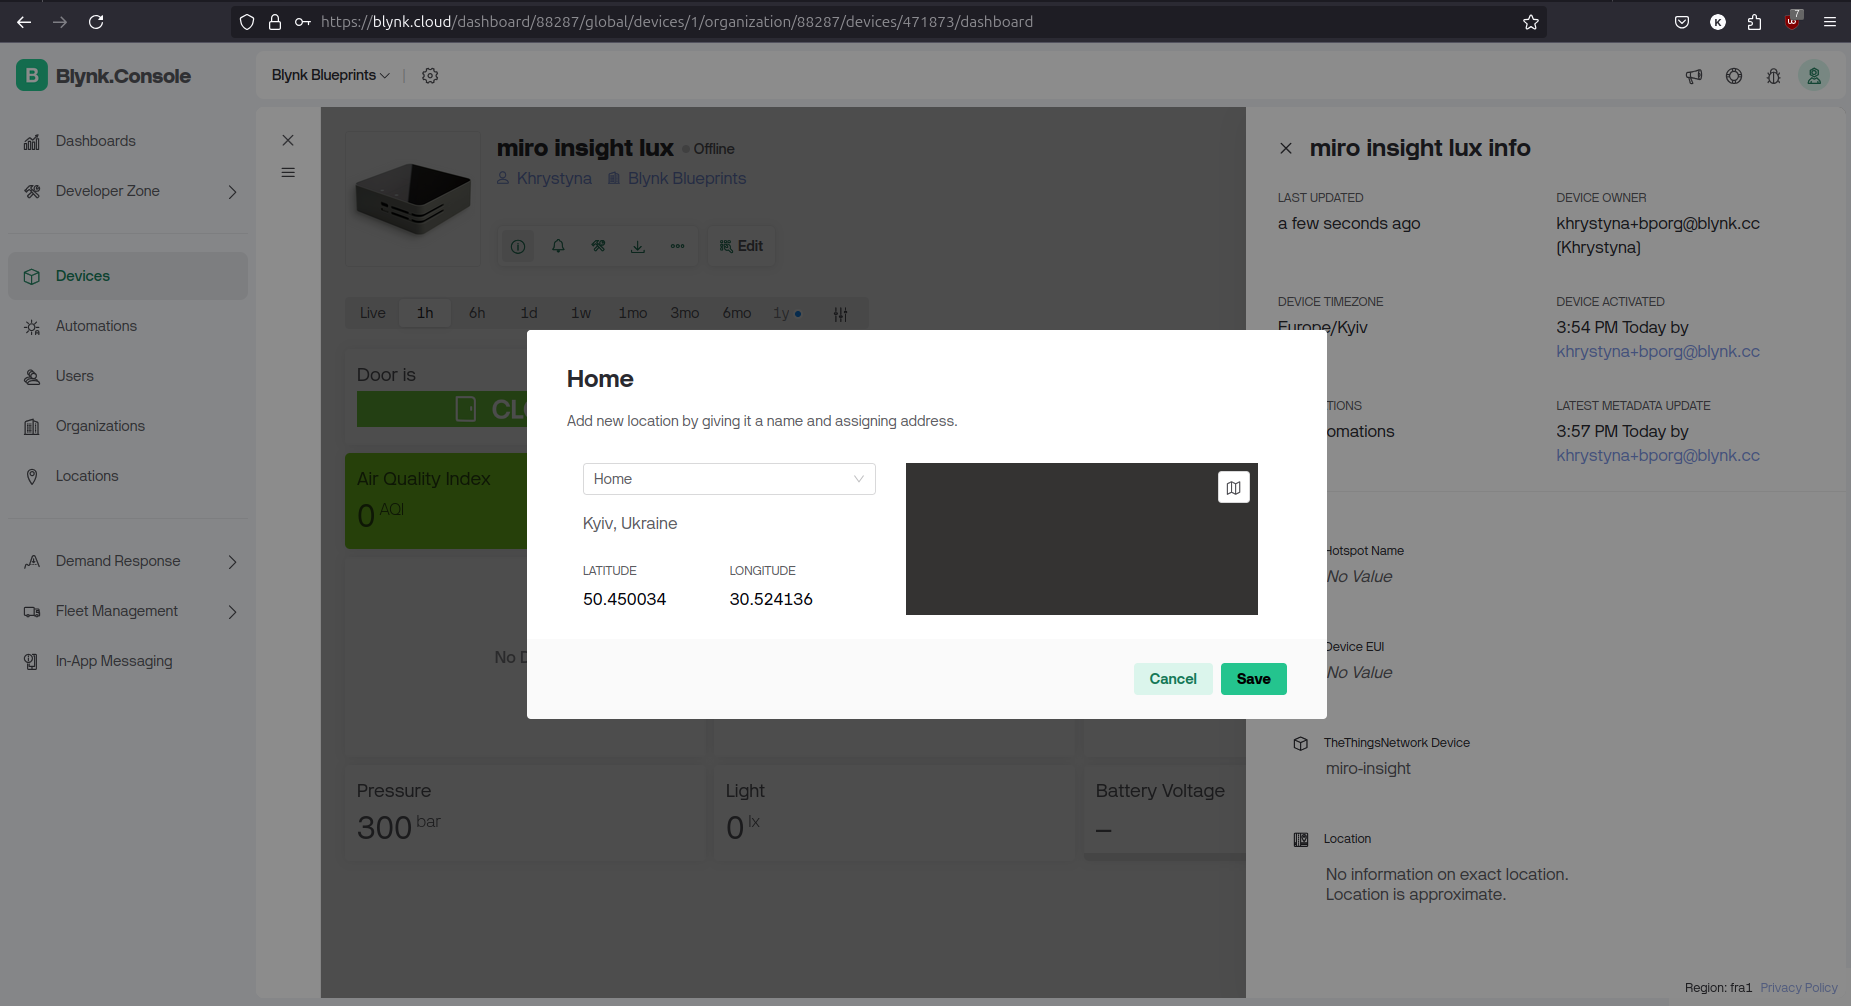 https://blynk.cloud/dashboard/88287/global/devices/1/organization/88287/devices/471873/dashboard
K
7
B Blynk.Console
Blynk Blueprints
Dashboards
Developer Zone
Devices
Automations
Users
Organizations
Locations
Demand Response
Fleet Management
In-App Messaging
miro insight lux Offline
Khrystyna Blynk Blueprints
Edit
Live 1h 6h 1d 1w 1mo 3mo 6mo 1y
Door is
Air Quality Index
0 AQI
Pressure
300 bar
Light
0 lx
Battery Voltage
–
Home
Add new location by giving it a name and assigning address.
Home
Kyiv, Ukraine
LATITUDE LONGITUDE
50.450034 30.524136
Cancel Save
miro insight lux info
LAST UPDATED
a few seconds ago
DEVICE OWNER
khrystyna+bporg@blynk.cc
(Khrystyna)
DEVICE TIMEZONE
Europe/Kyiv
DEVICE ACTIVATED
3:54 PM Today by
khrystyna+bporg@blynk.cc
LATEST METADATA UPDATE
3:57 PM Today by
khrystyna+bporg@blynk.cc
Hotspot Name
No Value
Device EUI
No Value
TheThingsNetwork Device
miro-insight
Location
No information on exact location.
Location is approximate.
Region: fra1 Privacy Policy